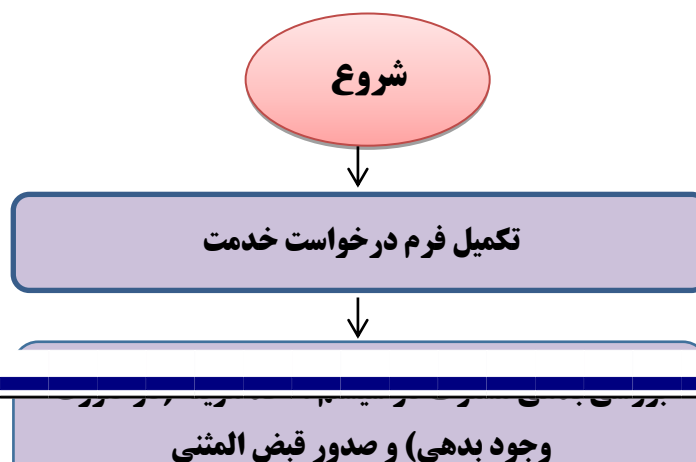 شروع
تکمیل فرم درخواست خدمت
وجود بدهی) و صدور قبض المثنی